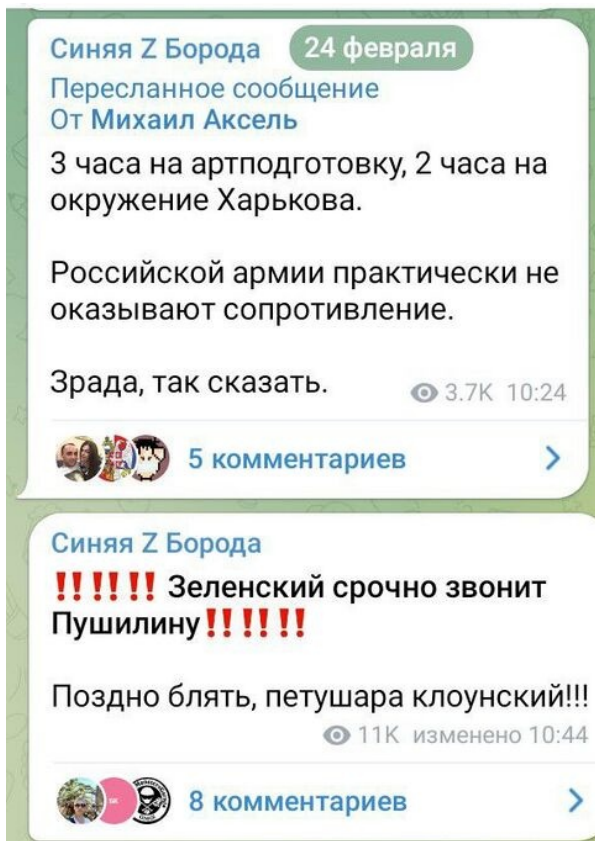 Синяя Z Борода
24 февраля
Пересланное сообщение
От Михаил Аксель
3 часа на артподготовку, 2 часа на
окружение Харькова.
Российской армии практически не
оказывают сопротивление.
Зрада, так сказать.
3.7K 10:24
5 комментариев
Синяя Z Борода
‼️‼️‼️ Зеленский срочно звонит
Пушилину‼️‼️‼️
Поздно блять, петушара клоунский!!!
11K изменено 10:44
8 комментариев